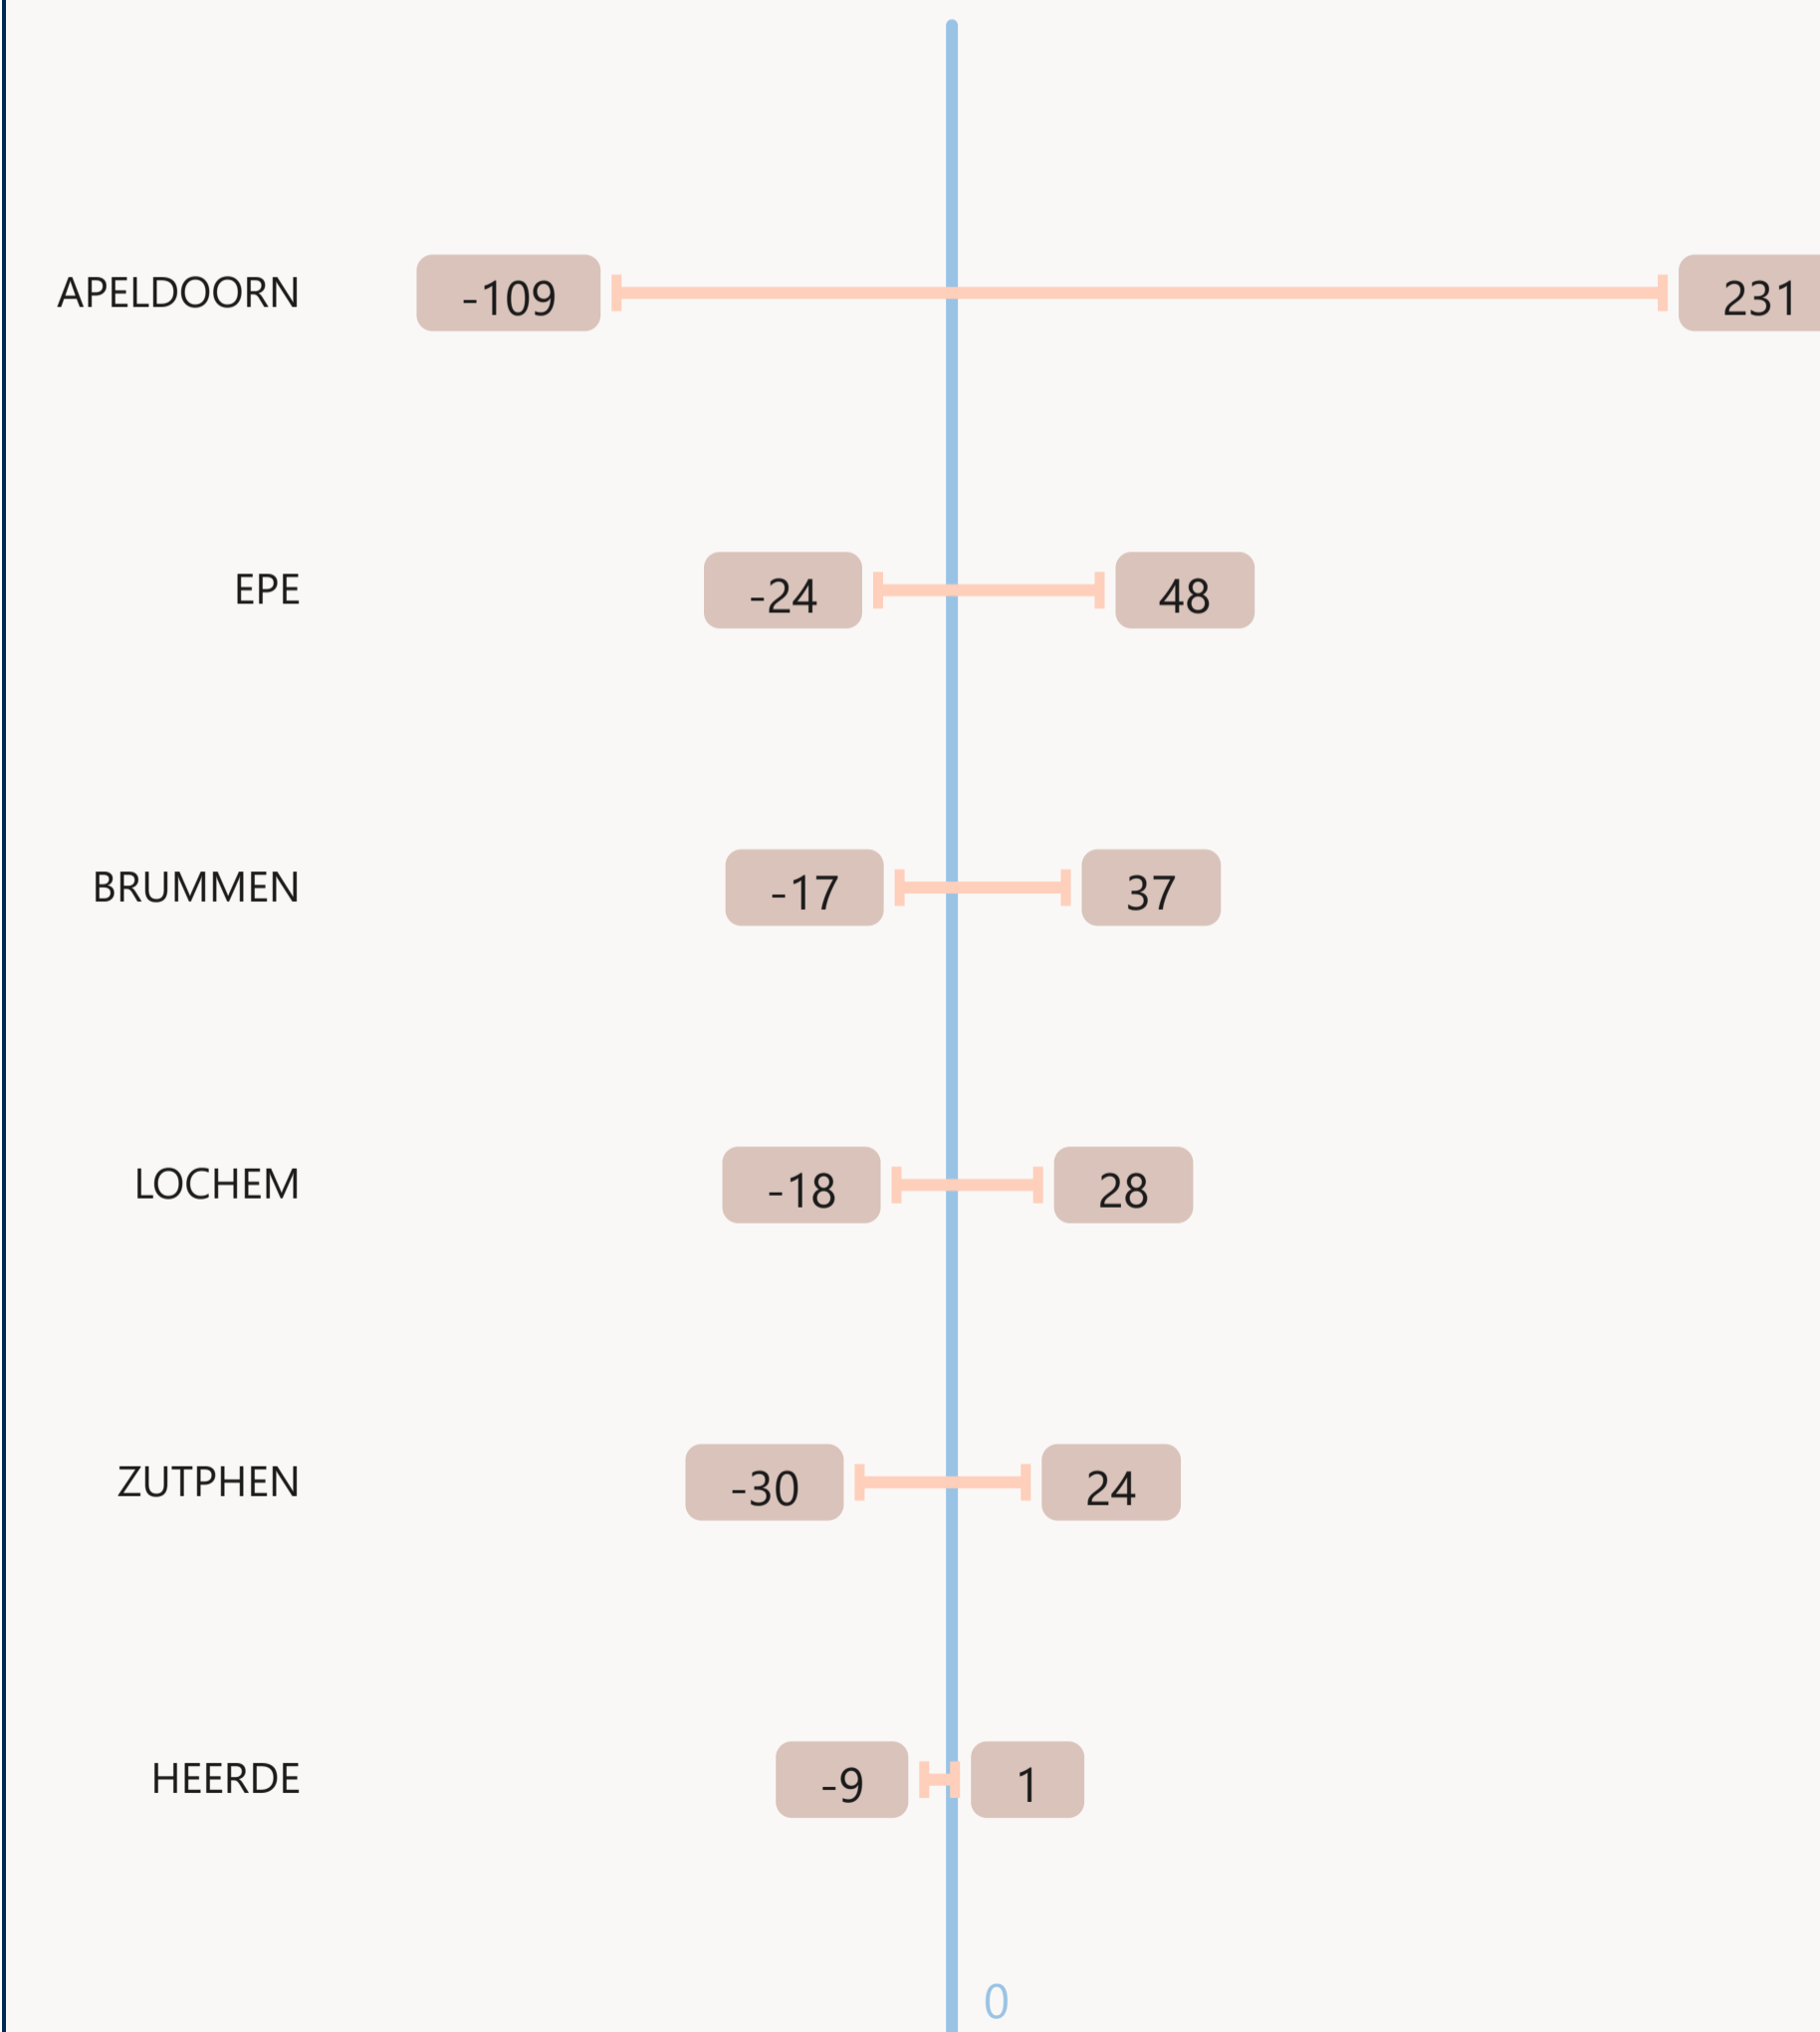 APELDOORN -109 231
EPE -24 48
BRUMMEN -17 37
LOCHEM -18 28
ZUTPHEN -30 24
HEERDE -9 1
0